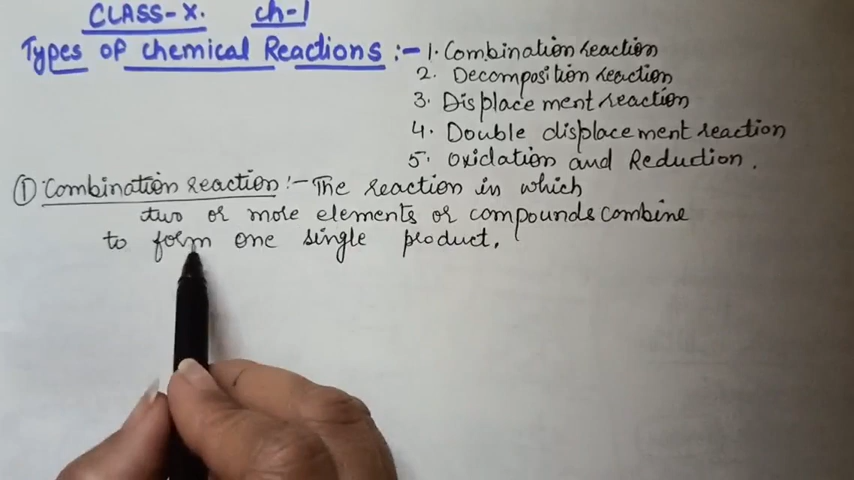 CLASS-X. ch-1
Types of chemical Reactions :- 1. Combination reaction
2. Decomposition reaction
3. Displacement reaction
4. Double displacement reaction
5. Oxidation and Reduction.
① Combination reaction :- The reaction in which
two or more elements or compounds combine
to form one single product.